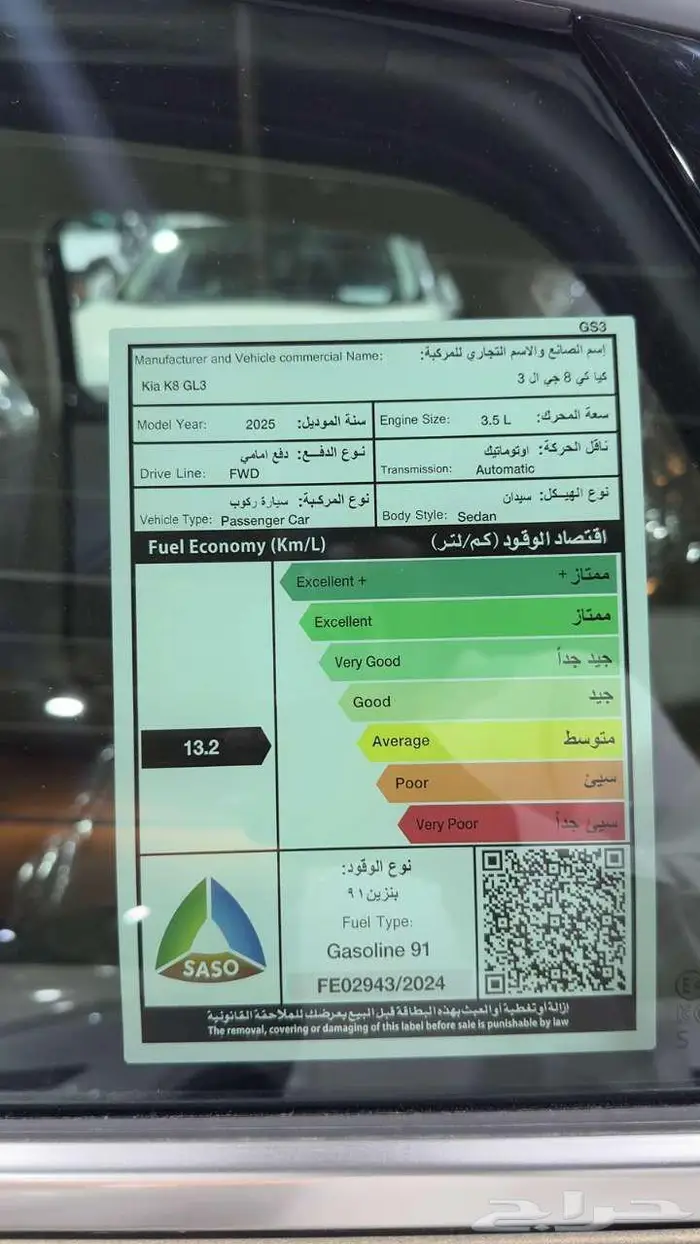 GS3
Manufacturer and Vehicle commercial Name: إسم الصانع والاسم التجاري للمركبة:
Kia K8 GL3 كيا كي 8 جي ال 3
Model Year: 2025 سنة الموديل: Engine Size: 3.5 L سعة المحرك:
نوع الدفع: دفع امامي ناقل الحركة: اوتوماتيك
Drive Line: FWD Transmission: Automatic
نوع المركبة: سيارة ركوب نوع الهيكل: سيدان
Vehicle Type: Passenger Car Body Style: Sedan
Fuel Economy (Km/L) اقتصاد الوقود (كم/لتر)
Excellent + ممتاز +
Excellent ممتاز
Very Good جيد جداً
Good جيد
13.2 Average متوسط
Poor سيئ
Very Poor سيئ جداً
SASO
نوع الوقود:
بنزين ٩١
Fuel Type:
Gasoline 91
FE02943/2024
إزالة أو تغطية أو العبث بهذه البطاقة قبل البيع يعرضك للملاحقة القانونية
The removal, covering or damaging of this label before sale is punishable by law
حراج